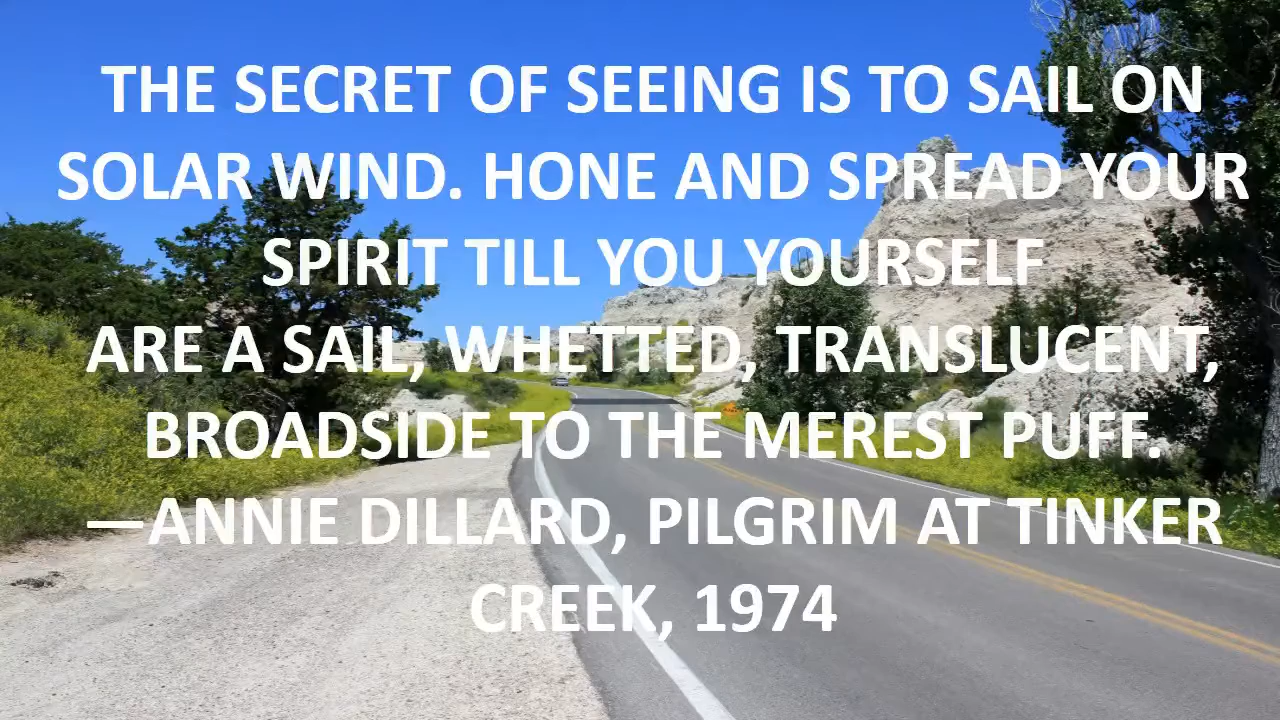 THE SECRET OF SEEING IS TO SAIL ON
SOLAR WIND. HONE AND SPREAD YOUR
SPIRIT TILL YOU YOURSELF
ARE A SAIL, WHETTED, TRANSLUCENT,
BROADSIDE TO THE MEREST PUFF.
—ANNIE DILLARD, PILGRIM AT TINKER
CREEK, 1974